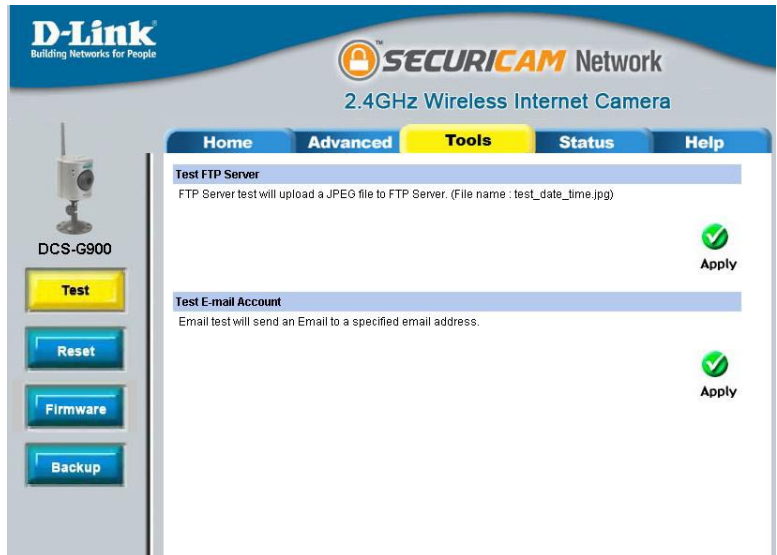 D-Link
Building Networks for People
SECURICAM Network
2.4GHz Wireless Internet Camera
Home Advanced Tools Status Help
DCS-G900
Test
Reset
Firmware
Backup
Test FTP Server
FTP Server test will upload a JPEG file to FTP Server. (File name : test_date_time.jpg)
Apply
Test E-mail Account
Email test will send an Email to a specified email address.
Apply